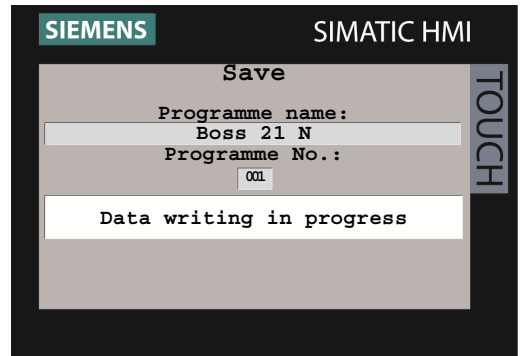 SIEMENS
SIMATIC HMI
TOUCH
Save
Programme name:
Boss 21 N
Programme No.:
001
Data writing in progress